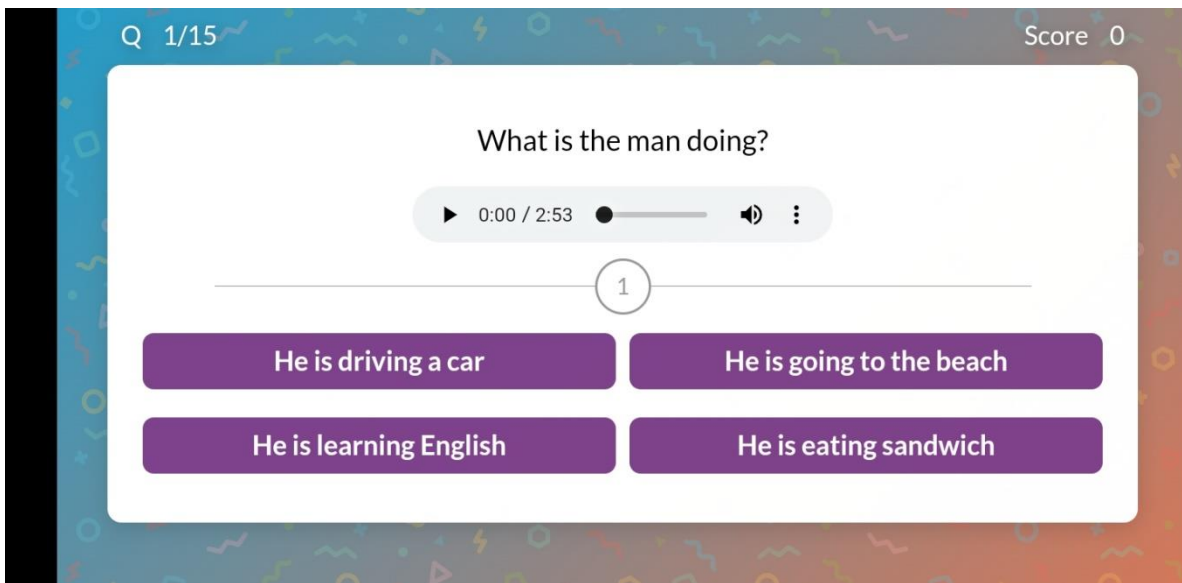 Q 1/15
Score 0
What is the man doing?
0:00 / 2:53
1
He is driving a car
He is going to the beach
He is learning English
He is eating sandwich